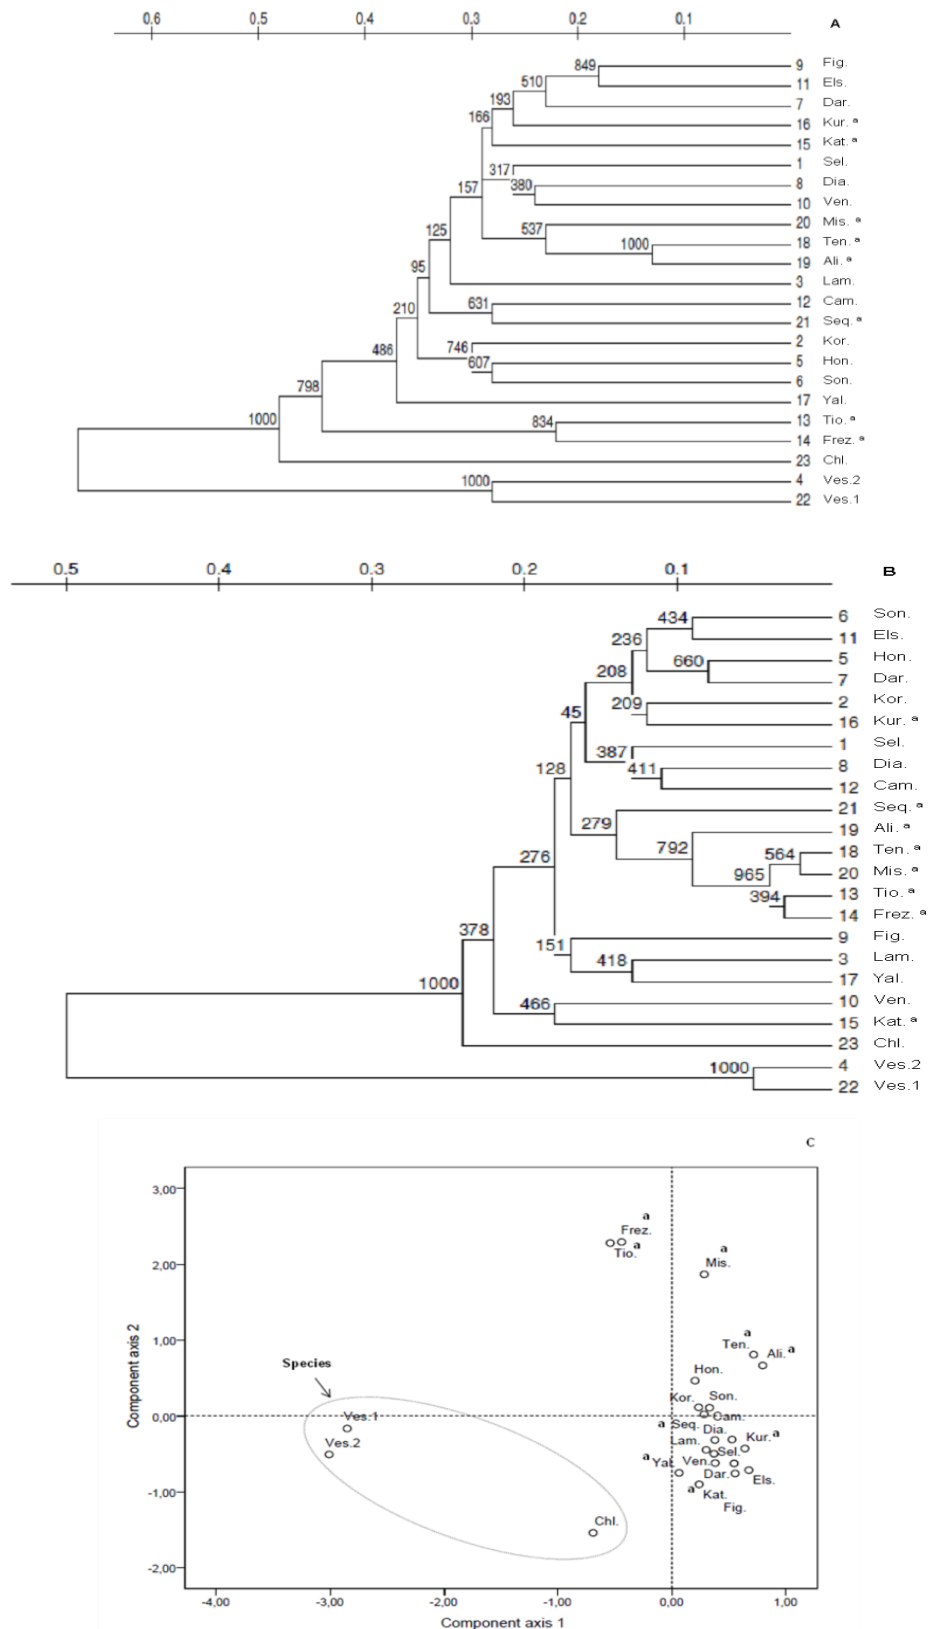 0.6 0.5 0.4 0.3 0.2 0.1 A
849 9 Fig.
510 11 Els.
193 7 Dar.
166 16 Kur. a
15 Kat. a
317 1 Sel.
157 380 8 Dia.
10 Ven.
125 537 20 Mis. a
1000 18 Ten. a
95 19 Ali. a
3 Lam.
210 631 12 Cam.
21 Seq. a
486 746 2 Kor.
607 5 Hon.
798 6 Son.
17 Yal.
1000 834 13 Tio. a
14 Frez. a
23 Chl.
1000 4 Ves.2
22 Ves.1
0.5 0.4 0.3 0.2 0.1 B
434 6 Son.
236 11 Els.
660 5 Hon.
208 7 Dar.
209 2 Kor.
45 16 Kur. a
387 1 Sel.
128 411 8 Dia.
12 Cam.
279 21 Seq. a
792 19 Ali. a
276 564 18 Ten. a
965 20 Mis. a
394 13 Tio. a
378 14 Frez. a
151 9 Fig.
418 3 Lam.
1000 17 Yal.
466 10 Ven.
15 Kat. a
23 Chl.
1000 4 Ves.2
22 Ves.1
C
3,00
a
Frez.
Tio. a
a
Mis.
2,00
a
Ten.
Ali. a
1,00
Component axis 2
Species
Hon.
Kor. Son.
0,00
Ves.1
Cam.
a Seq.
Dia.
Ves.2
Lam.
Kur. a
Sel.
a Yal.
Ven.
Dar.
Els.
-1,00
a
Kat.
Fig.
Chl.
-2,00
-4,00 -3,00 -2,00 -1,00 0,00 1,00
Component axis 1